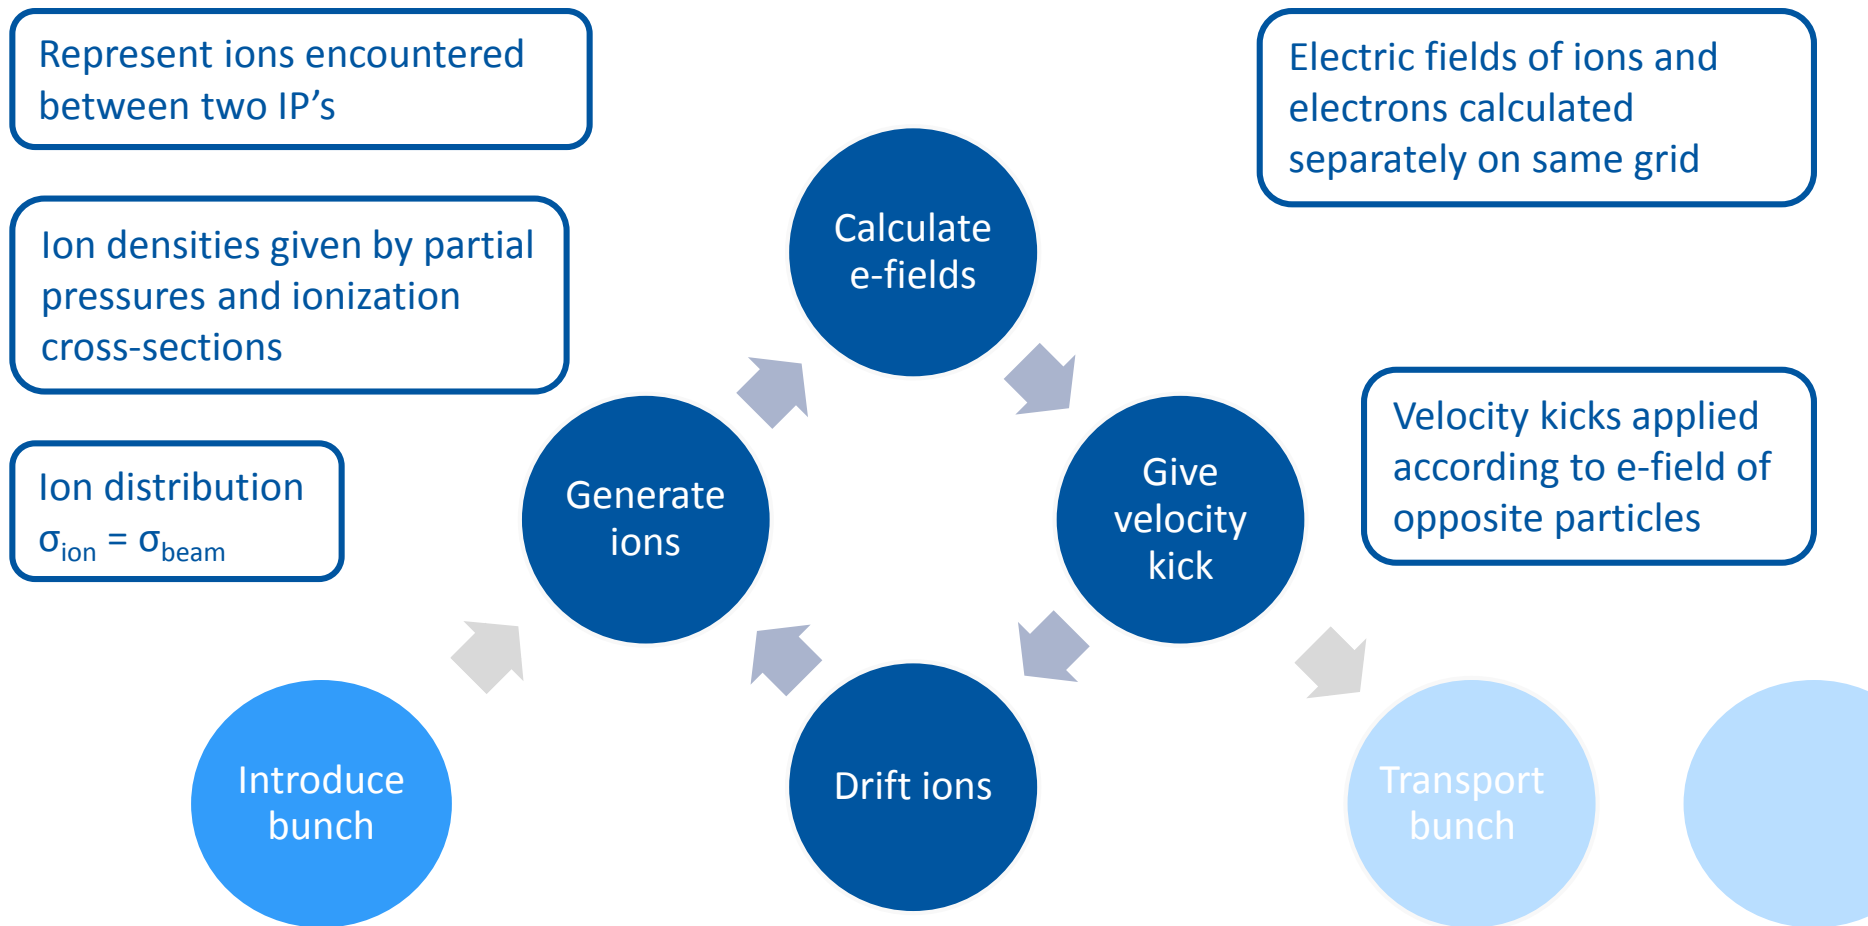 Represent ions encountered
between two IP’s
Ion densities given by partial
pressures and ionization
cross-sections
Ion distribution
σion = σbeam
Electric fields of ions and
electrons calculated
separately on same grid
Velocity kicks applied
according to e-field of
opposite particles
Calculate
e-fields
Generate
ions
Give
velocity
kick
Drift ions
Introduce
bunch
Transport
bunch